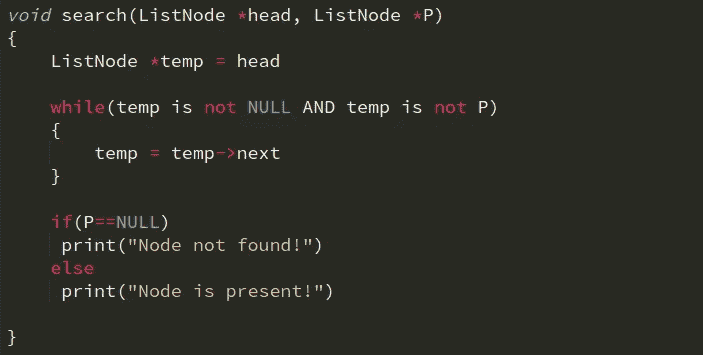 void search(ListNode *head, ListNode *P)
{
    ListNode *temp = head
    while(temp is not NULL AND temp is not P)
    {
        temp = temp->next
    }
    if(P==NULL)
     print("Node not found!")
    else
     print("Node is present!")
}